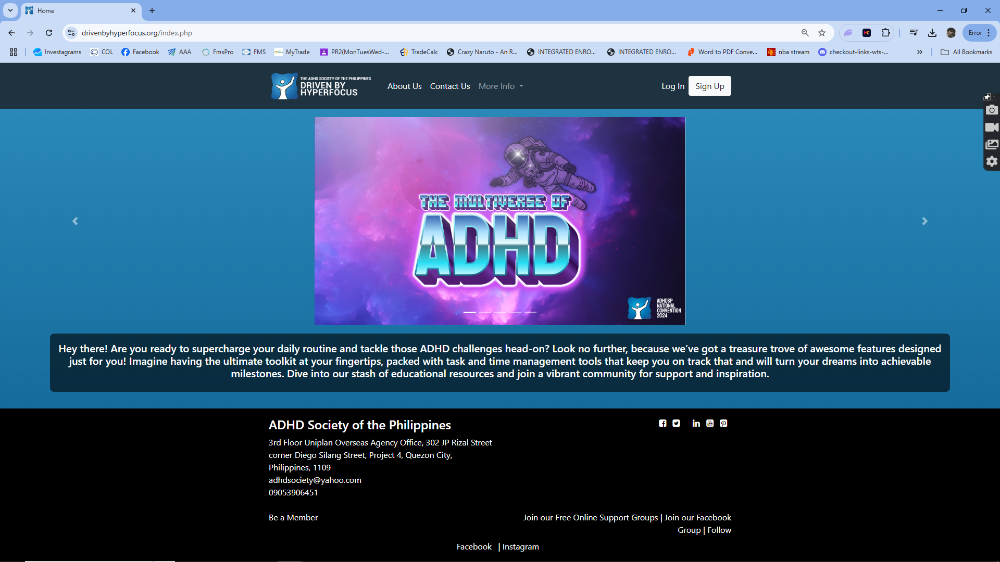 Home
drivenbyhyperfocus.org/index.php
Error
Investagrams
COL
Facebook
AAA
FmsPro
FMS
MyTrade
PR2(MonTuesWed-...
TradeCalc
Crazy Naruto - An R...
INTEGRATED ENRO...
INTEGRATED ENRO...
Word to PDF Conve...
nba stream
checkout-links-wts-...
All Bookmarks
THE ADHD SOCIETY OF THE PHILIPPINES
DRIVEN BY
HYPERFOCUS
About Us
Contact Us
More Info
Log In
Sign Up
THE MULTIVERSE OF
ADHD
ADHDSP
NATIONAL
CONVENTION
2024
Hey there! Are you ready to supercharge your daily routine and tackle those ADHD challenges head-on? Look no further, because we’ve got a treasure trove of awesome features designed
just for you! Imagine having the ultimate toolkit at your fingertips, packed with task and time management tools that keep you on track that and will turn your dreams into achievable
milestones. Dive into our stash of educational resources and join a vibrant community for support and inspiration.
ADHD Society of the Philippines
3rd Floor Uniplan Overseas Agency Office, 302 JP Rizal Street
corner Diego Silang Street, Project 4, Quezon City,
Philippines, 1109
adhdsociety@yahoo.com
09053906451
Be a Member
Join our Free Online Support Groups | Join our Facebook
Group | Follow
Facebook | Instagram